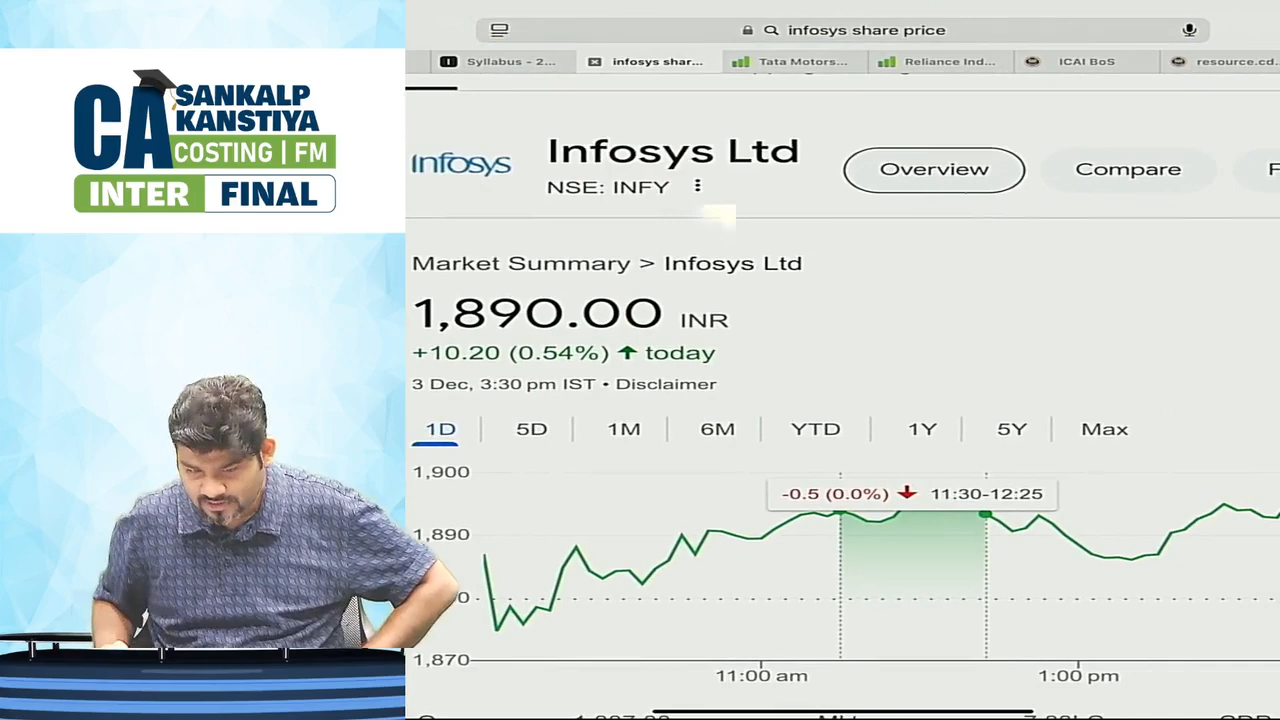 CA SANKALP
KANSTIYA
COSTING | FM
INTER FINAL
infosys share price
Syllabus - 2...
infosys shar...
Tata Motors...
Reliance Ind...
ICAI BoS
resource.cd...
Infosys
Infosys Ltd
NSE: INFY
Overview
Compare
Market Summary > Infosys Ltd
1,890.00 INR
+10.20 (0.54%) ↑ today
3 Dec, 3:30 pm IST • Disclaimer
1D 5D 1M 6M YTD 1Y 5Y Max
1,900
-0.5 (0.0%) ↓ 11:30-12:25
1,890
0
1,870
11:00 am 1:00 pm